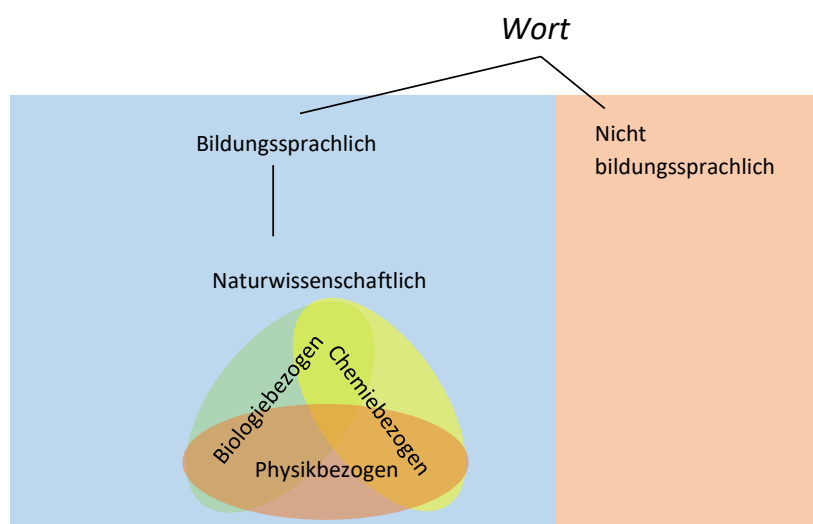 Wort
Bildungssprachlich
Nicht
bildungssprachlich
Naturwissenschaftlich
Biologiebezogen
Chemiebezogen
Physikbezogen